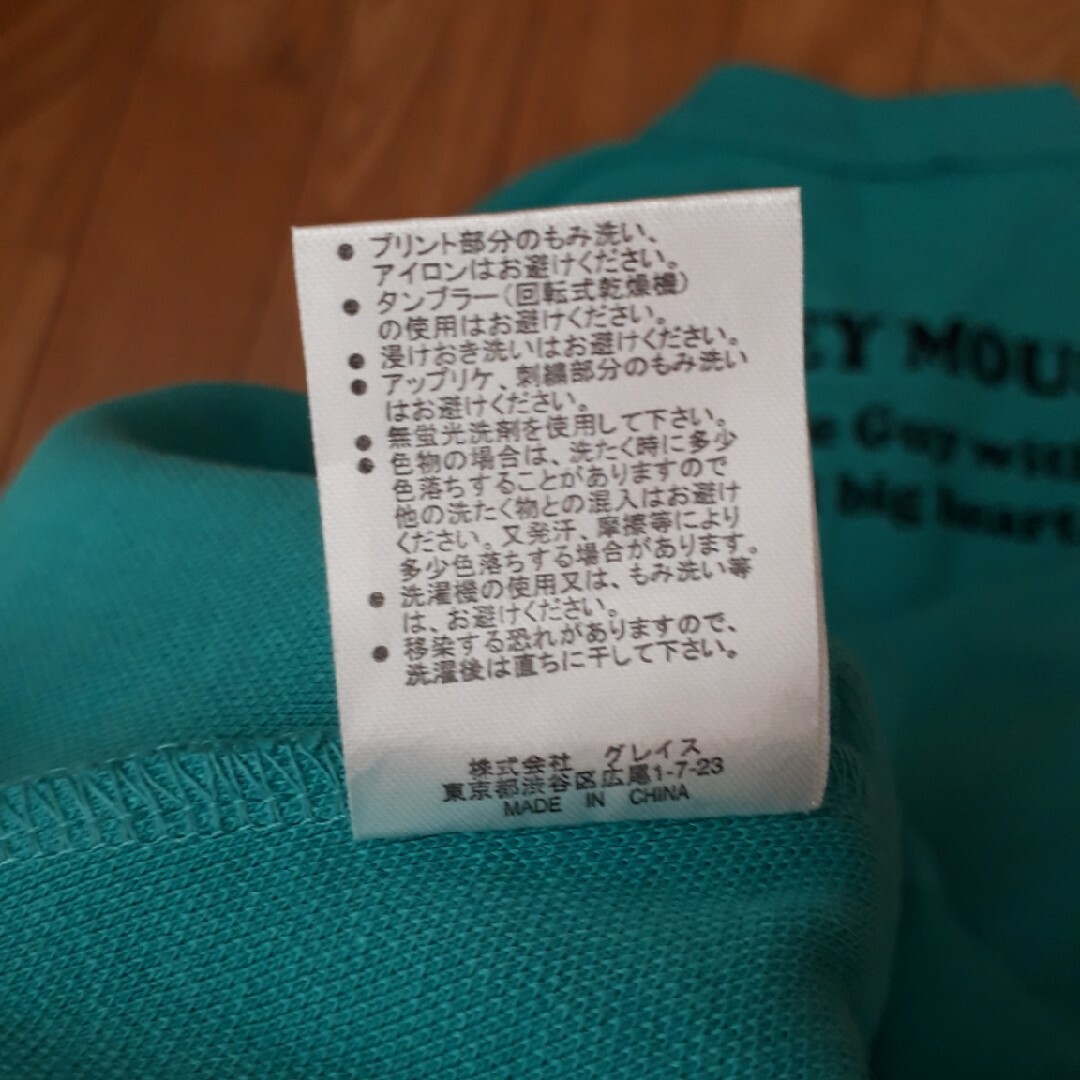 ● プリント部分のもみ洗い、
アイロンはお避けください。
● タンブラー(回転式乾燥機)
の使用はお避けください。
● 浸けおき洗いはお避けください。
● アップリケ、刺繍部分のもみ洗い
はお避けください。
● 無蛍光洗剤を使用して下さい。
● 色物の場合は、洗たく時に多少
色落ちすることがありますので
他の洗たく物との混入はお避け
ください。又発汗、摩擦等により
多少色落ちする場合があります。
● 洗濯機の使用又は、もみ洗い等
は、お避けください。
● 移染する恐れがありますので、
洗濯後は直ちに干して下さい。
株式会社 グレイス
東京都渋谷区広尾1-7-23
MADE IN CHINA
EY MOUS
Guy with
big heart